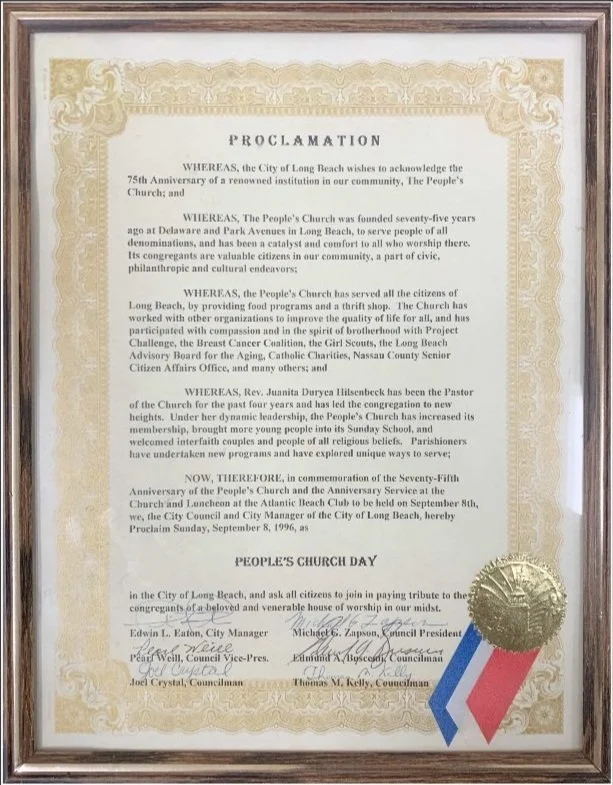 PROCLAMATION
WHEREAS, the City of Long Beach wishes to acknowledge the
75th Anniversary of a renowned institution in our community, The People's
Church; and
WHEREAS, The People's Church was founded seventy-five years
ago at Delaware and Park Avenues in Long Beach, to serve people of all
denominations, and has been a catalyst and comfort to all who worship there.
Its congregants are valuable citizens in our community, a part of civic,
philanthropic and cultural endeavors;
WHEREAS, the People's Church has served all the citizens of
Long Beach, by providing food programs and a thrift shop. The Church has
worked with other organizations to improve the quality of life for all, and has
participated with compassion and in the spirit of brotherhood with Project
Challenge, the Breast Cancer Coalition, the Girl Scouts, the Long Beach
Advisory Board for the Aging, Catholic Charities, Nassau County Senior
Citizen Affairs Office, and many others; and
WHEREAS, Rev. Juanita Duryea Hilsenbeck has been the Pastor
of the Church for the past four years and has led the congregation to new
heights. Under her dynamic leadership, the People's Church has increased its
membership, brought more young people into its Sunday School, and
welcomed interfaith couples and people of all religious beliefs. Parishioners
have undertaken new programs and have explored unique ways to serve;
NOW, THEREFORE, in commemoration of the Seventy-Fifth
Anniversary of the People's Church and the Anniversary Service at the
Church and Luncheon at the Atlantic Beach Club to be held on September 8th,
we, the City Council and City Manager of the City of Long Beach, hereby
Proclaim Sunday, September 8, 1996, as
PEOPLE'S CHURCH DAY
in the City of Long Beach, and ask all citizens to join in paying tribute to the
congregants of a beloved and venerable house of worship in our midst.
Michael G. Zapson
Edwin L. Eaton, City Manager Michael G. Zapson, Council President
Pearl Weill
Pearl Weill, Council Vice-Pres. Edmund A. Buscemi, Councilman
Joel Crystal Thomas M. Kelly
Joel Crystal, Councilman Thomas M. Kelly, Councilman